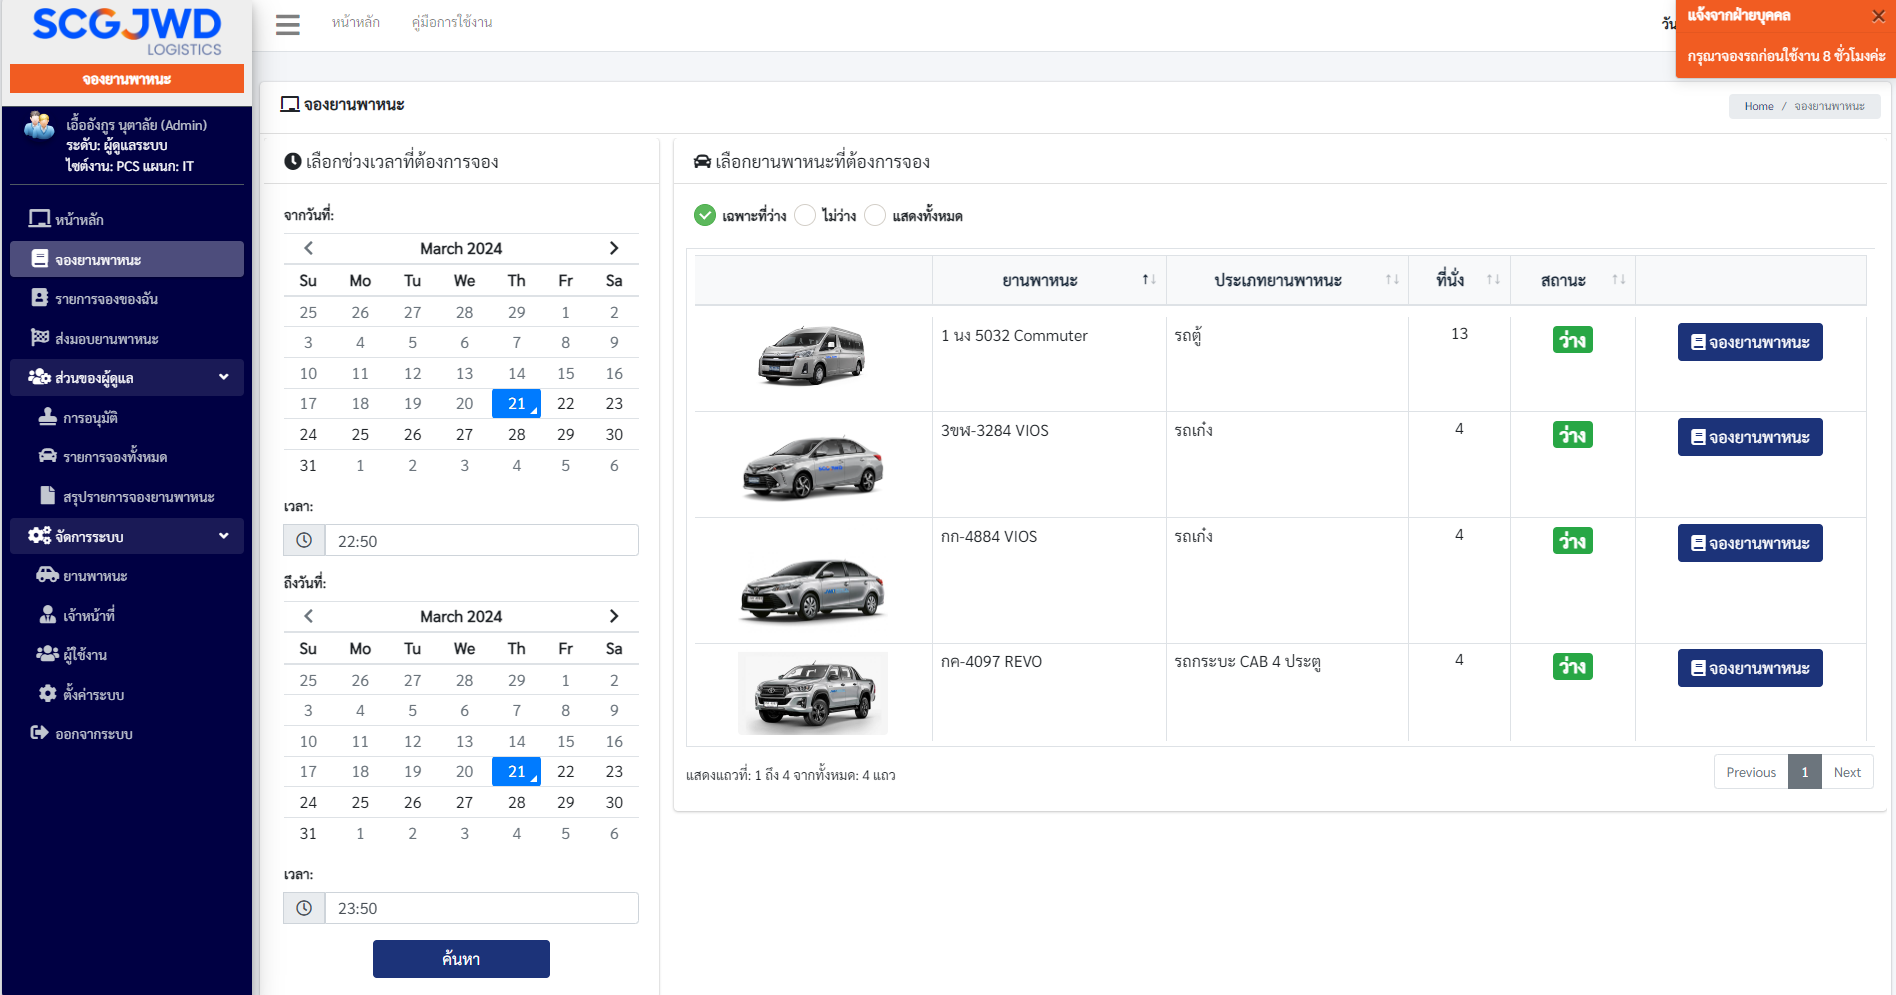 SCGJWD
LOGISTICS
จองยานพาหนะ
เอื้ออังกูร นุตาลัย (Admin)
ระดับ: ผู้ดูแลระบบ
ไซต์งาน: PCS แผนก: IT
หน้าหลัก
จองยานพาหนะ
รายการจองของฉัน
ส่งมอบยานพาหนะ
ส่วนของผู้ดูแล
การอนุมัติ
รายการจองทั้งหมด
สรุปรายการจองยานพาหนะ
จัดการระบบ
ยานพาหนะ
เจ้าหน้าที่
ผู้ใช้งาน
ตั้งค่าระบบ
ออกจากระบบ
หน้าหลัก คู่มือการใช้งาน
วัน
แจ้งจากฝ่ายบุคคล
กรุณาจองรถก่อนใช้งาน 8 ชั่วโมงค่ะ
จองยานพาหนะ
Home / จองยานพาหนะ
เลือกช่วงเวลาที่ต้องการจอง
จากวันที่:
March 2024
Su Mo Tu We Th Fr Sa
25 26 27 28 29 1 2
3 4 5 6 7 8 9
10 11 12 13 14 15 16
17 18 19 20 21 22 23
24 25 26 27 28 29 30
31 1 2 3 4 5 6
เวลา:
22:50
ถึงวันที่:
March 2024
Su Mo Tu We Th Fr Sa
25 26 27 28 29 1 2
3 4 5 6 7 8 9
10 11 12 13 14 15 16
17 18 19 20 21 22 23
24 25 26 27 28 29 30
31 1 2 3 4 5 6
เวลา:
23:50
ค้นหา
เลือกยานพาหนะที่ต้องการจอง
เฉพาะที่ว่าง ไม่ว่าง แสดงทั้งหมด
ยานพาหนะ ประเภทยานพาหนะ ที่นั่ง สถานะ
1 นง 5032 Commuter รถตู้ 13 ว่าง จองยานพาหนะ
3ขฬ-3284 VIOS รถเก๋ง 4 ว่าง จองยานพาหนะ
กก-4884 VIOS รถเก๋ง 4 ว่าง จองยานพาหนะ
กค-4097 REVO รถกระบะ CAB 4 ประตู 4 ว่าง จองยานพาหนะ
แสดงแถวที่: 1 ถึง 4 จากทั้งหมด: 4 แถว
Previous 1 Next